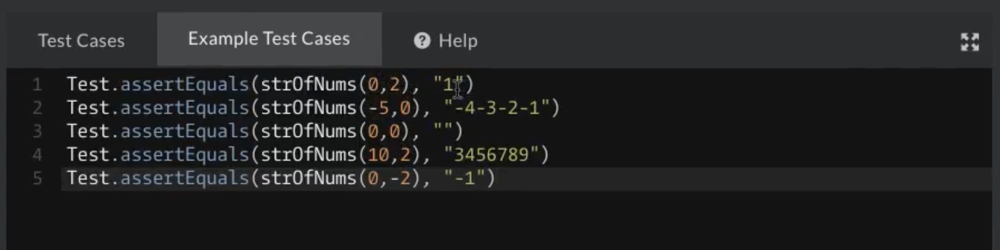 Test Cases Example Test Cases ? Help
1 Test.assertEquals(strOfNums(0,2), "1")
2 Test.assertEquals(strOfNums(-5,0), "-4-3-2-1")
3 Test.assertEquals(strOfNums(0,0), "")
4 Test.assertEquals(strOfNums(10,2), "3456789")
5 Test.assertEquals(strOfNums(0,-2), "-1")